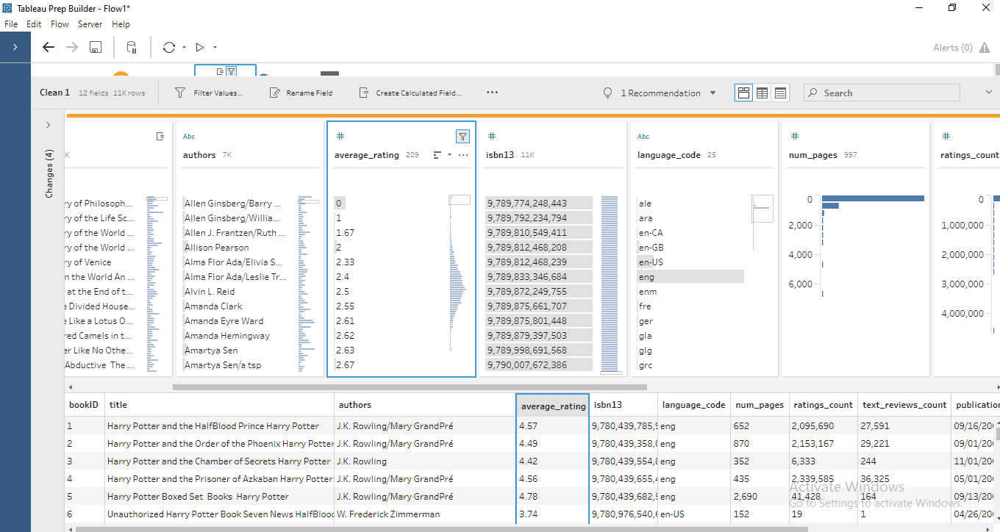 Tableau Prep Builder - Flow1*
File Edit Flow Server Help
Alerts (0)
Clean 1 12 fields 11K rows Filter Values... Rename Field Create Calculated Field... 1 Recommendation Search
Changes (4)
K
ry of Philosoph...
ry of the Life Sc...
ry of the World ...
ry of the World ...
ry of Venice
n the World An ...
at the End of t...
e Divided House...
e Like a Lotus O...
red Camels in t...
er Like No Othe...
Abductive The ...
Abc
authors 7K
Allen Ginsberg/Barry ...
Allen Ginsberg/Willia...
Allen J. Frantzen/Ruth ...
Allison Pearson
Alma Flor Ada/Elivia S...
Alma Flor Ada/Leslie Tr...
Alvin L. Reid
Amanda Clark
Amanda Eyre Ward
Amanda Hemingway
Amartya Sen
Amartya Sen/a tsp
#
average_rating 209
0
1
1.67
2
2.33
2.4
2.5
2.55
2.61
2.62
2.63
2.67
#
isbn13 11K
9,789,774,248,443
9,789,792,234,794
9,789,810,549,411
9,789,812,468,208
9,789,812,468,239
9,789,833,346,684
9,789,872,249,755
9,789,875,661,707
9,789,875,801,448
9,789,879,397,503
9,789,998,691,568
9,790,007,672,386
Abc
language_code 25
ale
ara
en-CA
en-GB
en-US
eng
enm
fre
ger
gla
glg
grc
#
num_pages 997
0
2,000
4,000
6,000
#
ratings_count
0
1,000,000
2,000,000
3,000,000
4,000,000
bookID title authors average_rating isbn13 language_code num_pages ratings_count text_reviews_count publication
1 Harry Potter and the HalfBlood Prince Harry Potter J.K. Rowling/Mary GrandPré 4.57 9,780,439,785, eng 652 2,095,690 27,591 09/16/20
2 Harry Potter and the Order of the Phoenix Harry Potter J.K. Rowling/Mary GrandPré 4.49 9,780,439,358, eng 870 2,153,167 29,221 09/01/20
3 Harry Potter and the Chamber of Secrets Harry Potter J.K. Rowling 4.42 9,780,439,554, eng 352 6,333 244 11/01/20
4 Harry Potter and the Prisoner of Azkaban Harry Potter J.K. Rowling/Mary GrandPré 4.56 9,780,439,655, eng 435 2,339,585 36,325 05/01/20
5 Harry Potter Boxed Set Books Harry Potter J.K. Rowling/Mary GrandPré 4.78 9,780,439,682, eng 2,690 41,428 164 09/13/20
6 Unauthorized Harry Potter Book Seven News HalfBlood W. Frederick Zimmerman 3.74 9,780,976,540, en-US 152 19 1 04/26/20
Activate Windows
Go to Settings to activate Windows.